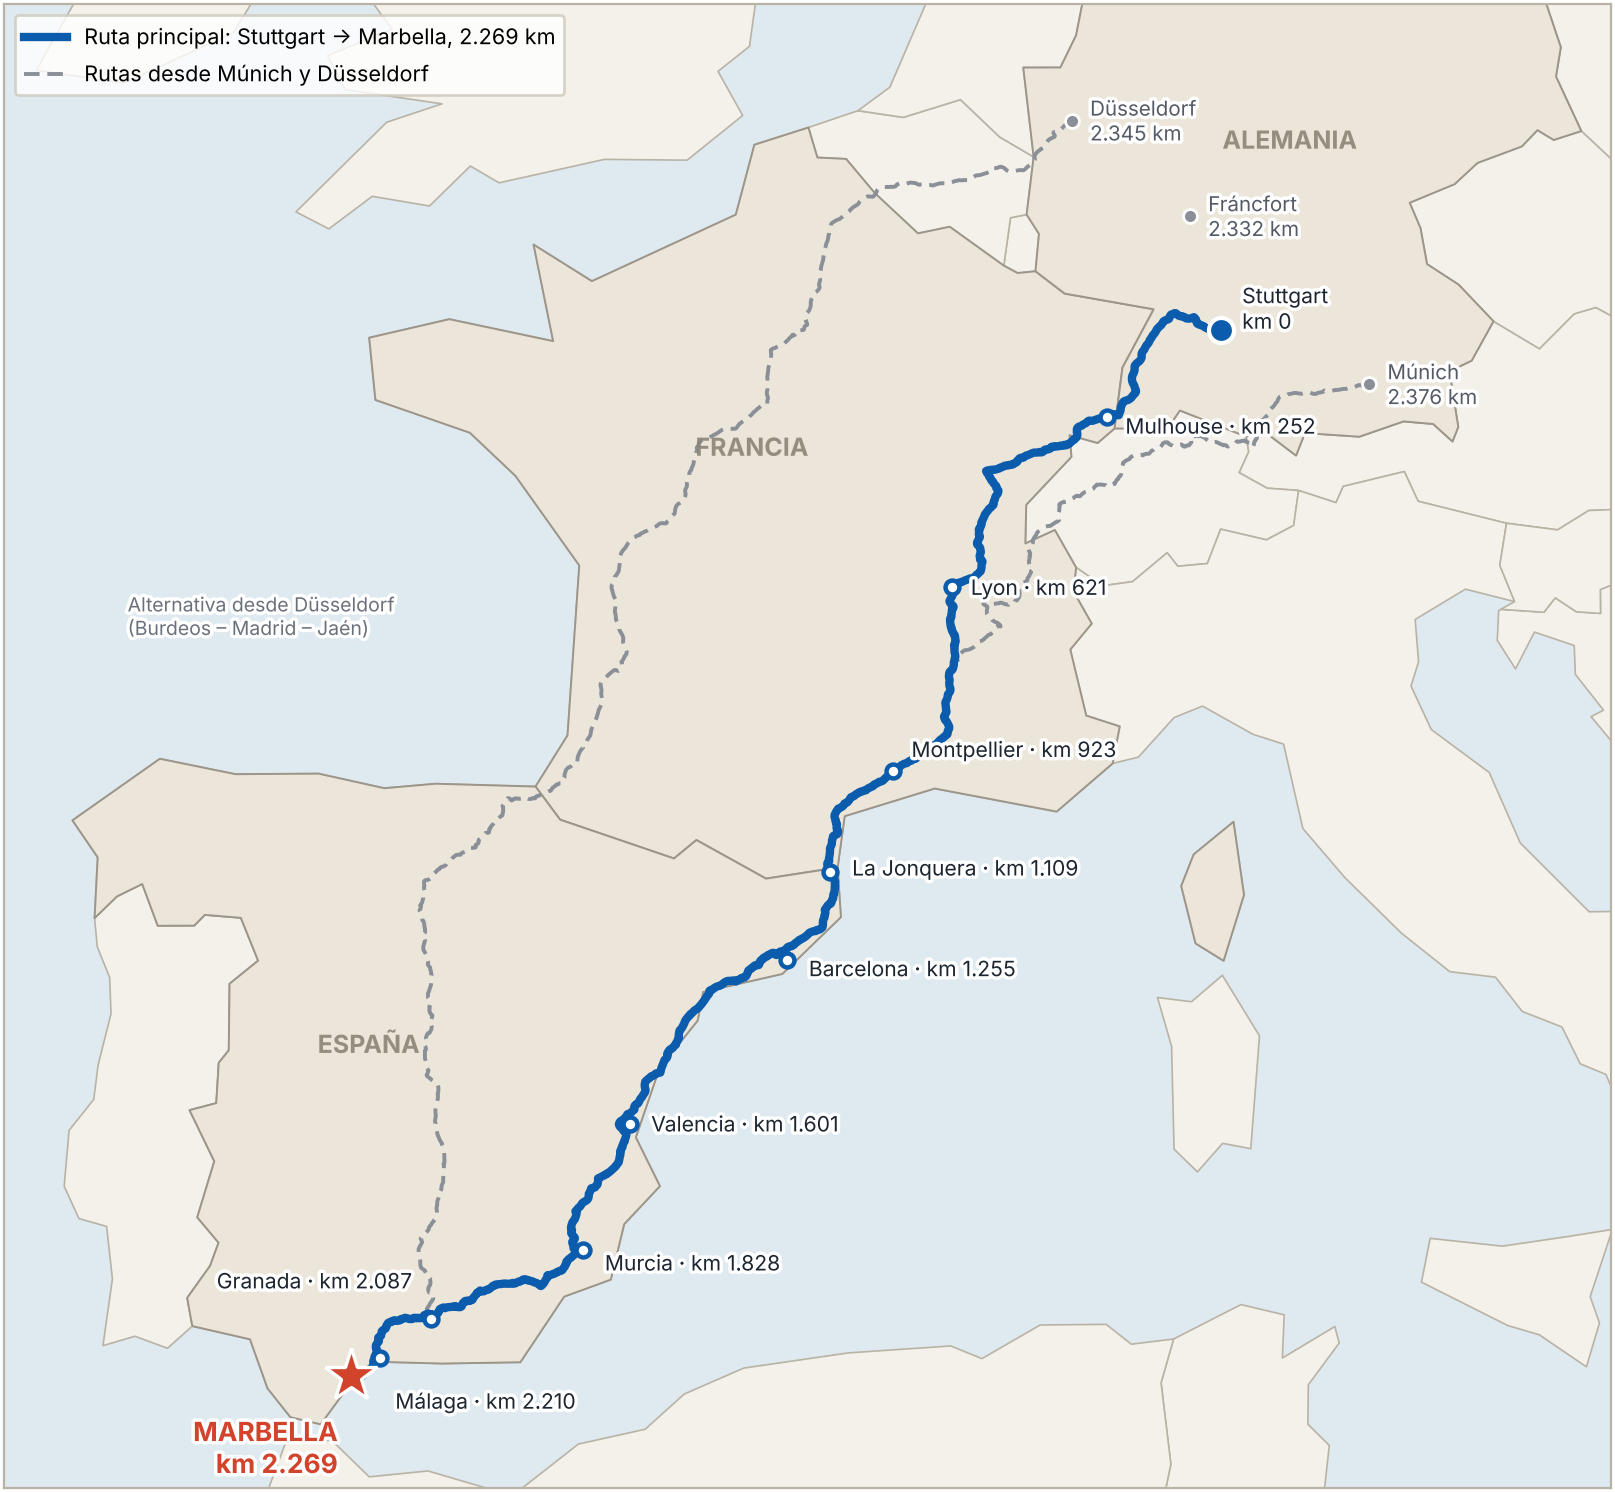 Ruta principal: Stuttgart → Marbella, 2.269 km
Rutas desde Múnich y Düsseldorf
Düsseldorf
2.345 km
ALEMANIA
Fráncfort
2.332 km
Stuttgart
km 0
Múnich
2.376 km
Mulhouse · km 252
FRANCIA
Lyon · km 621
Alternativa desde Düsseldorf
(Burdeos – Madrid – Jaén)
Montpellier · km 923
La Jonquera · km 1.109
Barcelona · km 1.255
ESPAÑA
Valencia · km 1.601
Murcia · km 1.828
Granada · km 2.087
Málaga · km 2.210
MARBELLA
km 2.269